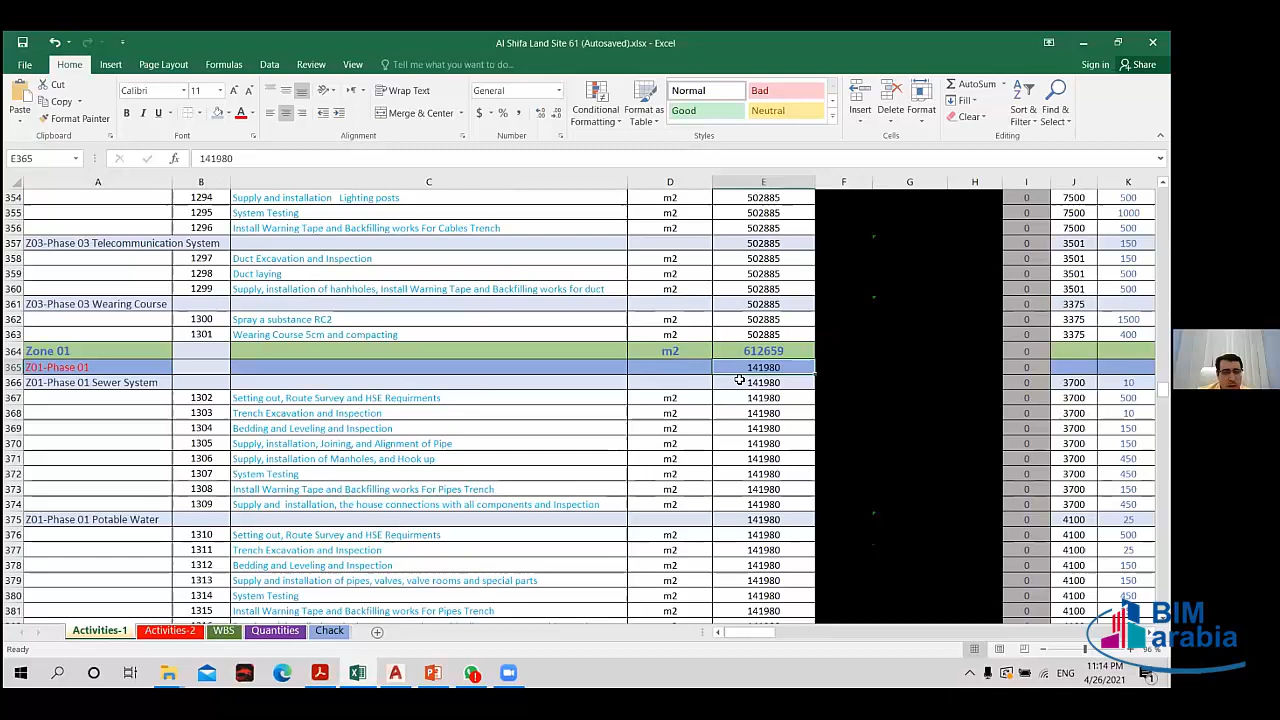 Al Shifa Land Site 61 (Autosaved).xlsx - Excel
File Home Insert Page Layout Formulas Data Review View Tell me what you want to do... Sign in Share
Cut Calibri 11 Wrap Text General Normal Bad AutoSum
Copy Fill
Format Painter Merge & Center Good Neutral Clear
Paste Conditional Formatting Format as Table Insert Delete Format Sort & Filter Find & Select
Clipboard Font Alignment Number Styles Cells Editing
E365 fx 141980
A B C D E F G H I J K
354 1294 Supply and installation Lighting posts m2 502885 0 7500 500
355 1295 System Testing m2 502885 0 7500 1000
356 1296 Install Warning Tape and Backfilling works For Cables Trench m2 502885 0 7500 500
357 Z03-Phase 03 Telecommunication System 502885 0 3501 150
358 1297 Duct Excavation and Inspection m2 502885 0 3501 150
359 1298 Duct laying m2 502885 0 3501 500
360 1299 Supply, installation of hanhholes, Install Warning Tape and Backfilling works for duct m2 502885 0 3501 500
361 Z03-Phase 03 Wearing Course 502885 0 3375
362 1300 Spray a substance RC2 m2 502885 0 3375 1500
363 1301 Wearing Course 5cm and compacting m2 502885 0 3375 400
364 Zone 01 m2 612659 0
365 Z01-Phase 01 141980 0
366 Z01-Phase 01 Sewer System 141980 0 3700 10
367 1302 Setting out, Route Survey and HSE Requirments m2 141980 0 3700 500
368 1303 Trench Excavation and Inspection m2 141980 0 3700 10
369 1304 Bedding and Leveling and Inspection m2 141980 0 3700 150
370 1305 Supply, installation, Joining, and Alignment of Pipe m2 141980 0 3700 150
371 1306 Supply, installation of Manholes, and Hook up m2 141980 0 3700 450
372 1307 System Testing m2 141980 0 3700 450
373 1308 Install Warning Tape and Backfilling works For Pipes Trench m2 141980 0 3700 150
374 1309 Supply and installation, the house connections with all components and Inspection m2 141980 0 3700 450
375 Z01-Phase 01 Potable Water 141980 0 4100 25
376 1310 Setting out, Route Survey and HSE Requirments m2 141980 0 4100 500
377 1311 Trench Excavation and Inspection m2 141980 0 4100 25
378 1312 Bedding and Leveling and Inspection m2 141980 0 4100 150
379 1313 Supply and installation of pipes, valves, valve rooms and special parts m2 141980 0 4100 150
380 1314 System Testing m2 141980 0 4100 450
381 1315 Install Warning Tape and Backfilling works For Pipes Trench m2 141980 0 4100
Activities-1 Activities-2 WBS Quantities Chack
Ready 96 %
BIM
arabia
ENG 11:14 PM
4/26/2021